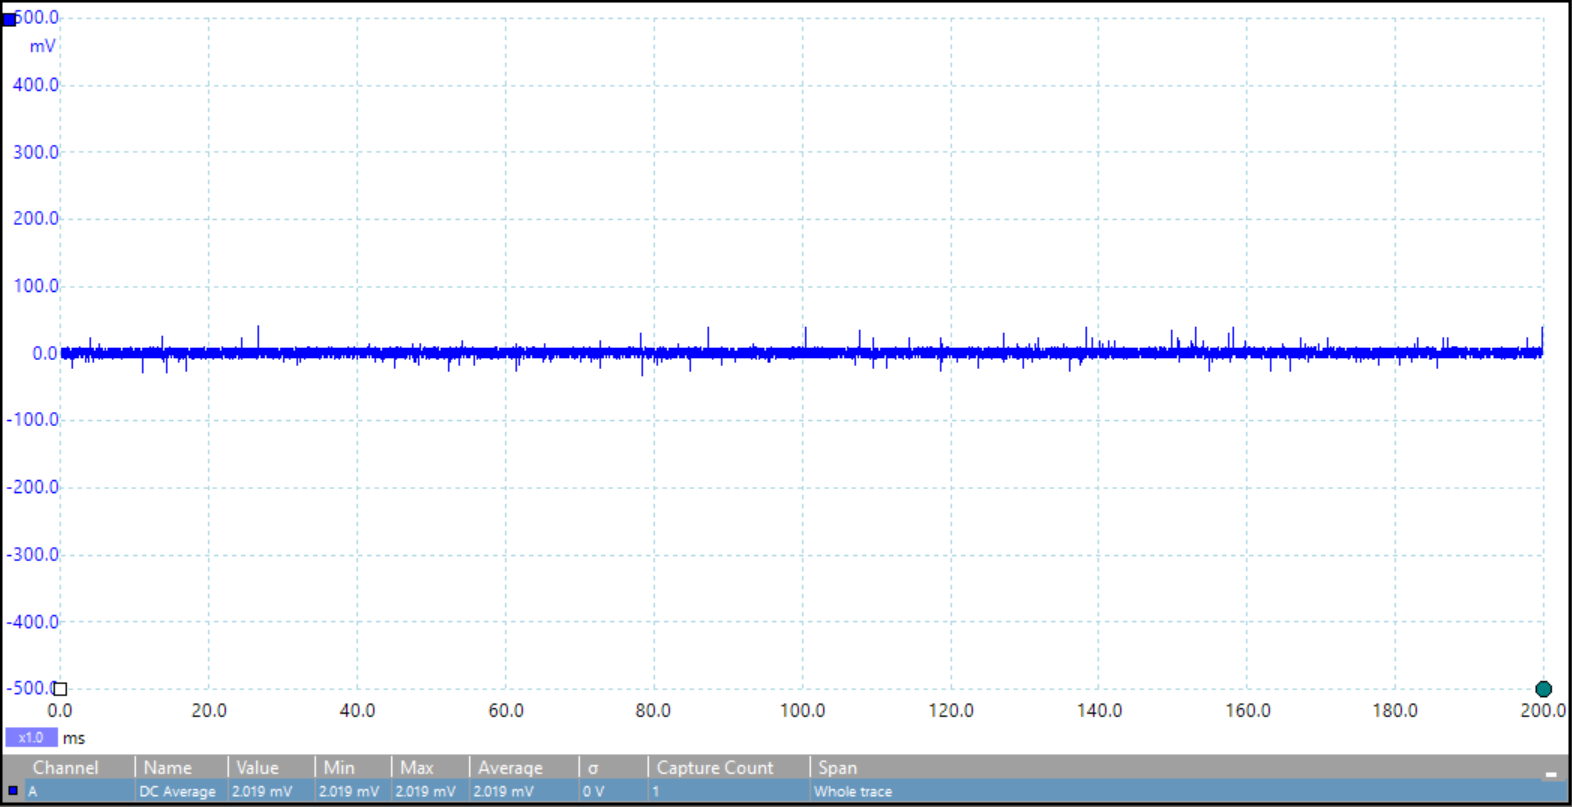 500.0
mV
400.0
300.0
200.0
100.0
0.0
-100.0
-200.0
-300.0
-400.0
-500.0
0.0 20.0 40.0 60.0 80.0 100.0 120.0 140.0 160.0 180.0 200.0
x1.0 ms
Channel Name Value Min Max Average σ Capture Count Span
A DC Average 2.019 mV 2.019 mV 2.019 mV 2.019 mV 0 V 1 Whole trace